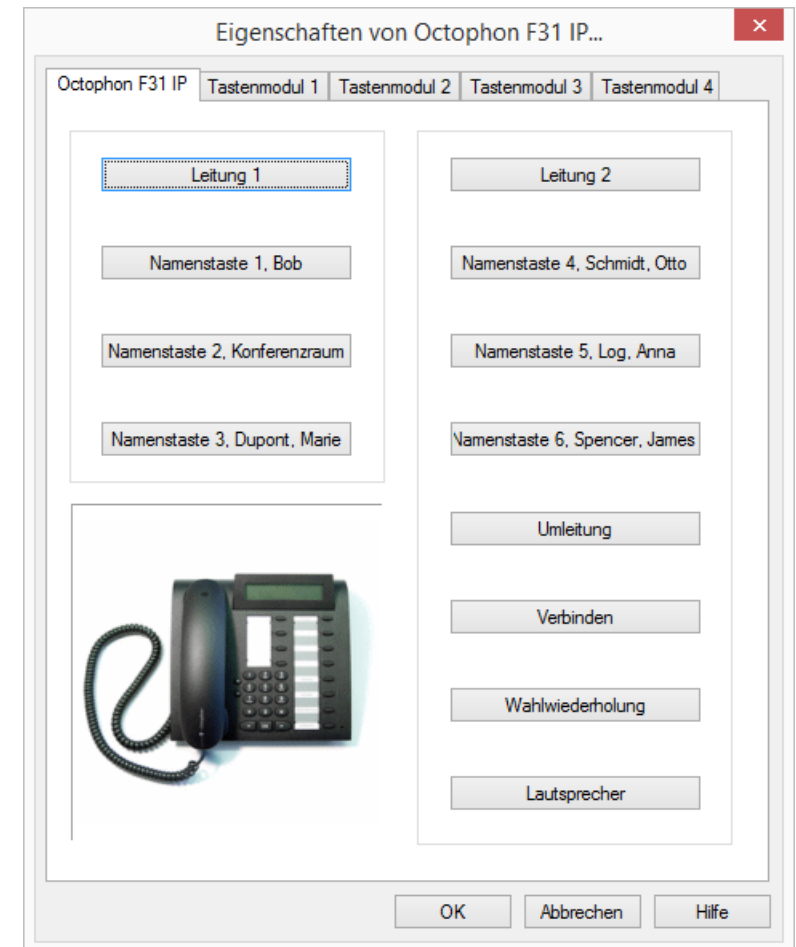 Eigenschaften von Octophon F31 IP...
Octophon F31 IP Tastenmodul 1 Tastenmodul 2 Tastenmodul 3 Tastenmodul 4
Leitung 1
Namenstaste 1, Bob
Namenstaste 2, Konferenzraum
Namenstaste 3, Dupont, Marie
Leitung 2
Namenstaste 4, Schmidt, Otto
Namenstaste 5, Log, Anna
Namenstaste 6, Spencer, James
Umleitung
Verbinden
Wahlwiederholung
Lautsprecher
OK Abbrechen Hilfe